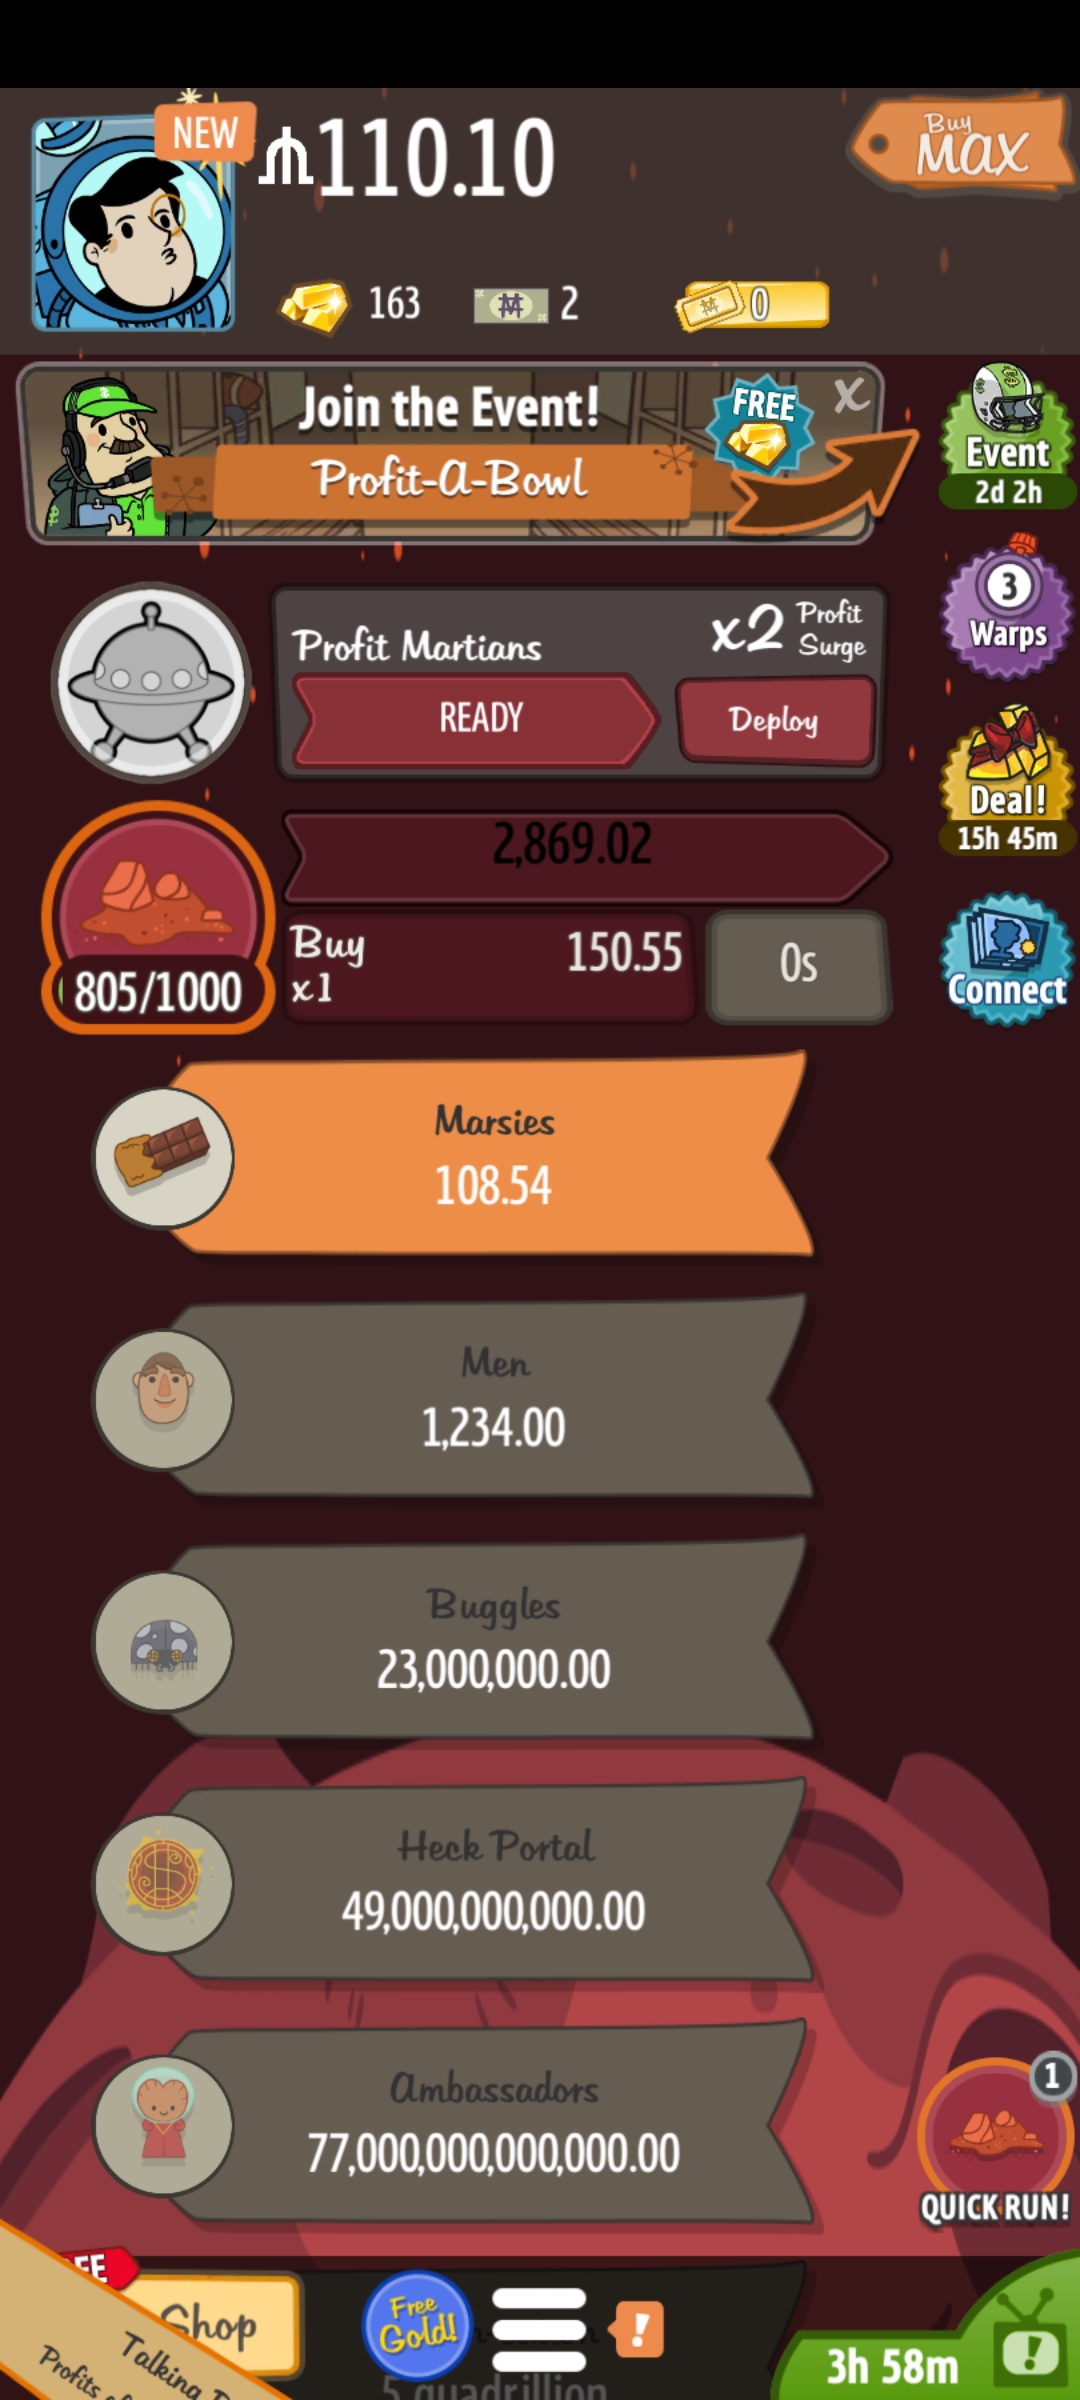 NEW
110.10
Buy
MAX
163
2
0
Join the Event!
Profit-A-Bowl
FREE
X
Event
2d 2h
3
Warps
Profit Martians
x2 Profit
Surge
READY
Deploy
Deal!
15h 45m
2,869.02
805/1000
Buy
x1
150.55
0s
Connect
Marsies
108.54
Men
1,234.00
Buggles
23,000,000.00
Heck Portal
49,000,000,000.00
Ambassadors
77,000,000,000,000.00
1
QUICK RUN!
Shop
Talking
Profits
Free
Gold!
!
5 quadrillion
3h 58m
!